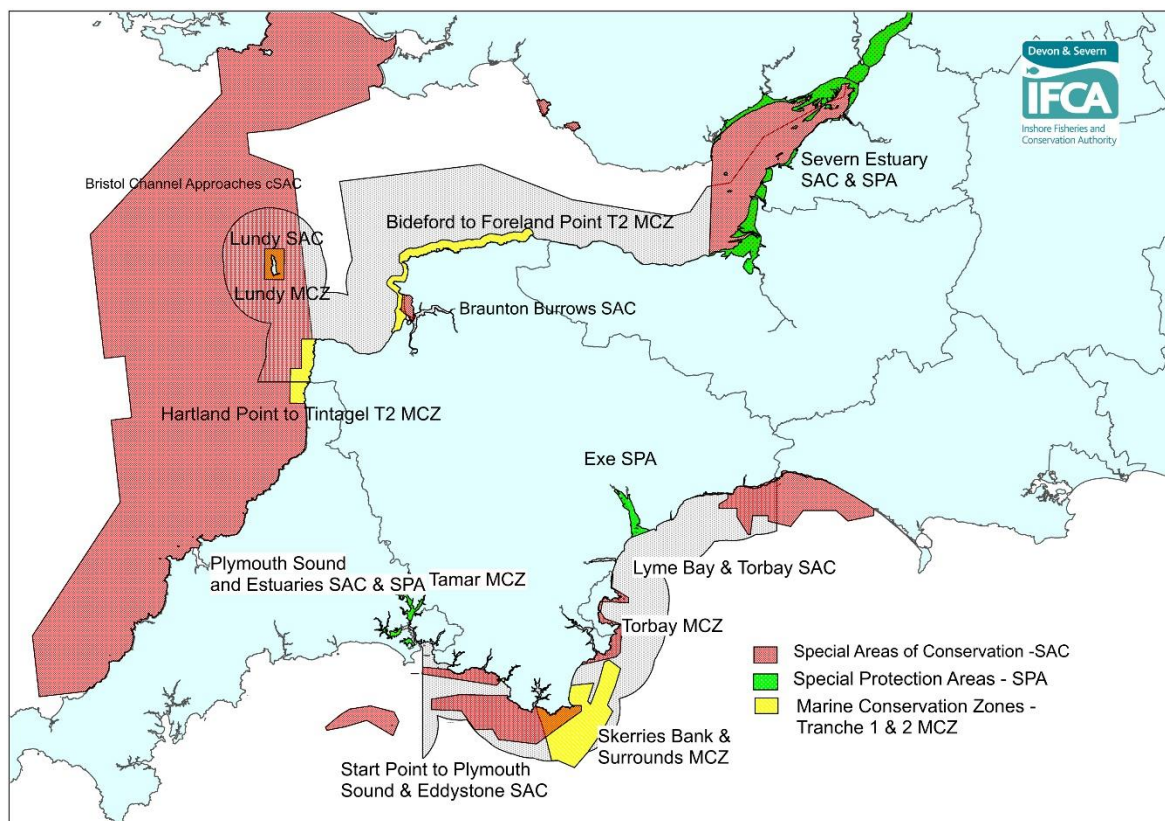 Devon & Severn
IFCA
Inshore Fisheries and
Conservation Authority
Severn Estuary
SAC & SPA
Bristol Channel Approaches cSAC
Bideford to Foreland Point T2 MCZ
Lundy SAC
Lundy MCZ
Braunton Burrows SAC
Hartland Point to Tintagel T2 MCZ
Exe SPA
Plymouth Sound
and Estuaries SAC & SPA
Tamar MCZ
Lyme Bay & Torbay SAC
Torbay MCZ
Skerries Bank &
Surrounds MCZ
Start Point to Plymouth
Sound & Eddystone SAC
Special Areas of Conservation -SAC
Special Protection Areas - SPA
Marine Conservation Zones -
Tranche 1 & 2 MCZ